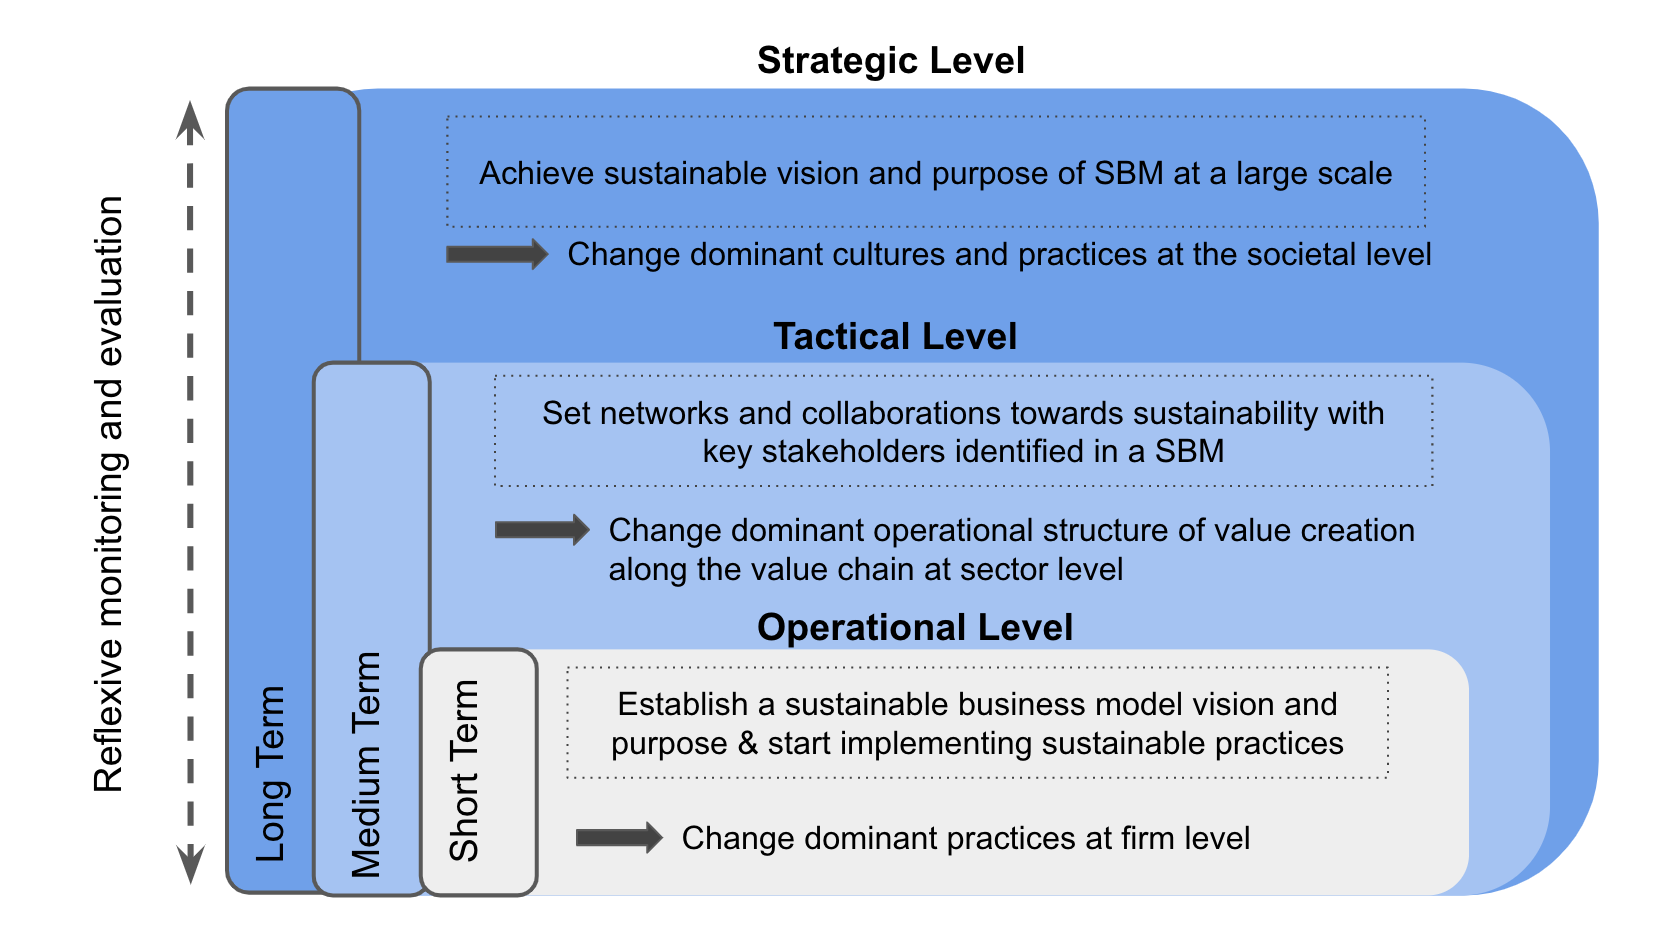 Strategic Level
Achieve sustainable vision and purpose of SBM at a large scale
Change dominant cultures and practices at the societal level
Tactical Level
Set networks and collaborations towards sustainability with
key stakeholders identified in a SBM
Change dominant operational structure of value creation
along the value chain at sector level
Operational Level
Establish a sustainable business model vision and
purpose & start implementing sustainable practices
Change dominant practices at firm level
Reflexive monitoring and evaluation
Long Term
Medium Term
Short Term